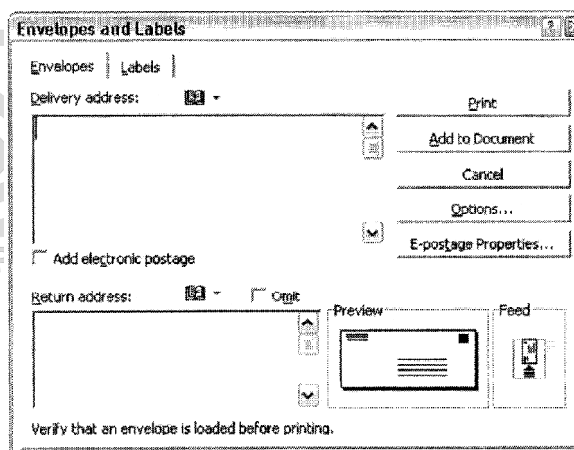 Envelopes and Labels
Envelopes
Labels
Delivery address:
Print
Add to Document
Cancel
Options...
E-postage Properties...
Add electronic postage
Return address:
Omit
Preview
Feed
Verify that an envelope is loaded before printing.